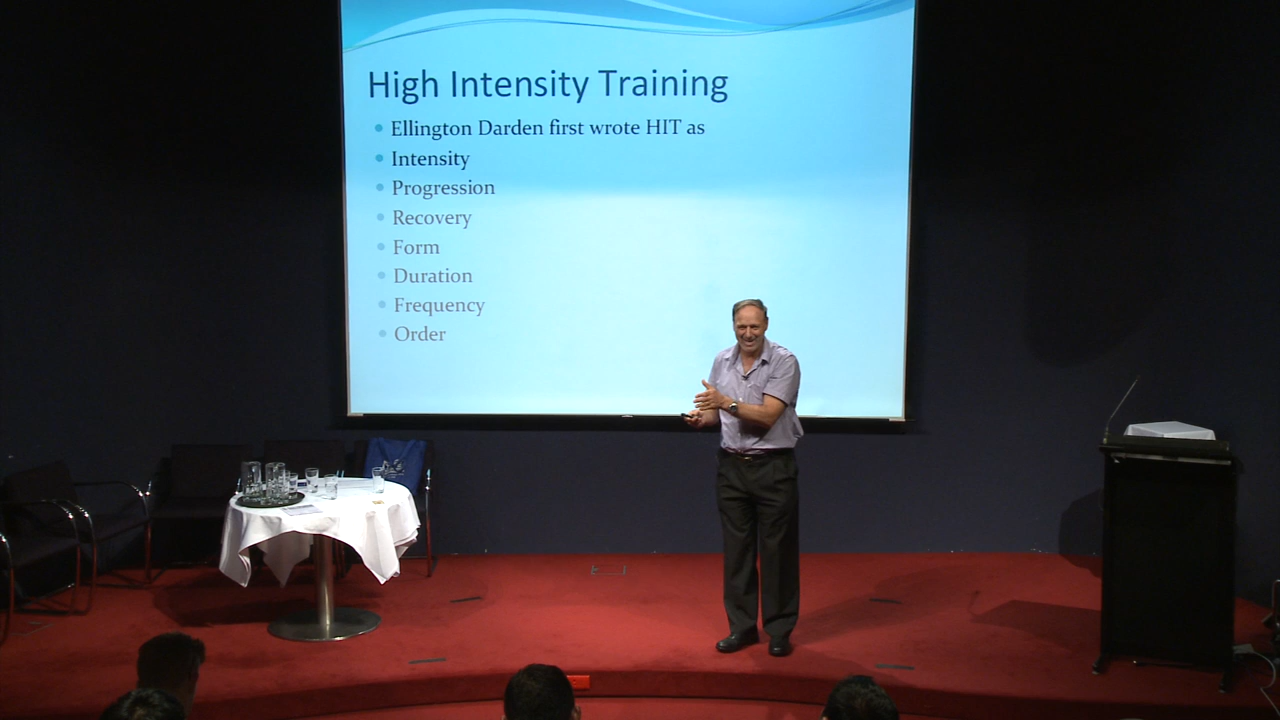 High Intensity Training
Ellington Darden first wrote HIT as
Intensity
Progression
Recovery
Form
Duration
Frequency
Order